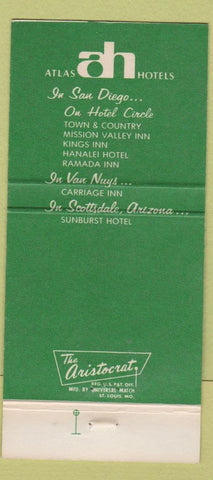 ah
ATLAS HOTELS
In San Diego...
On Hotel Circle
TOWN & COUNTRY
MISSION VALLEY INN
KINGS INN
HANALEI HOTEL
RAMADA INN
In Van Nuys...
CARRIAGE INN
In Scottsdale, Arizona...
SUNBURST HOTEL
The
Aristocrat
REG. U.S. PAT. OFF.
MFD. BY UNIVERSAL MATCH
ST. LOUIS, MO.